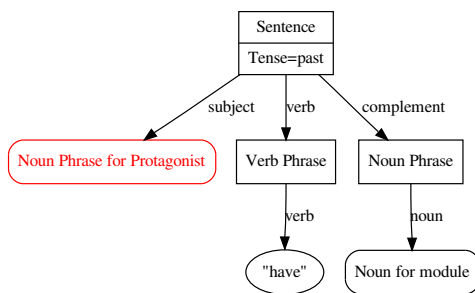 Sentence
Tense=past
subject
verb
complement
Noun Phrase for Protagonist
Verb Phrase
Noun Phrase
verb
noun
"have"
Noun for module